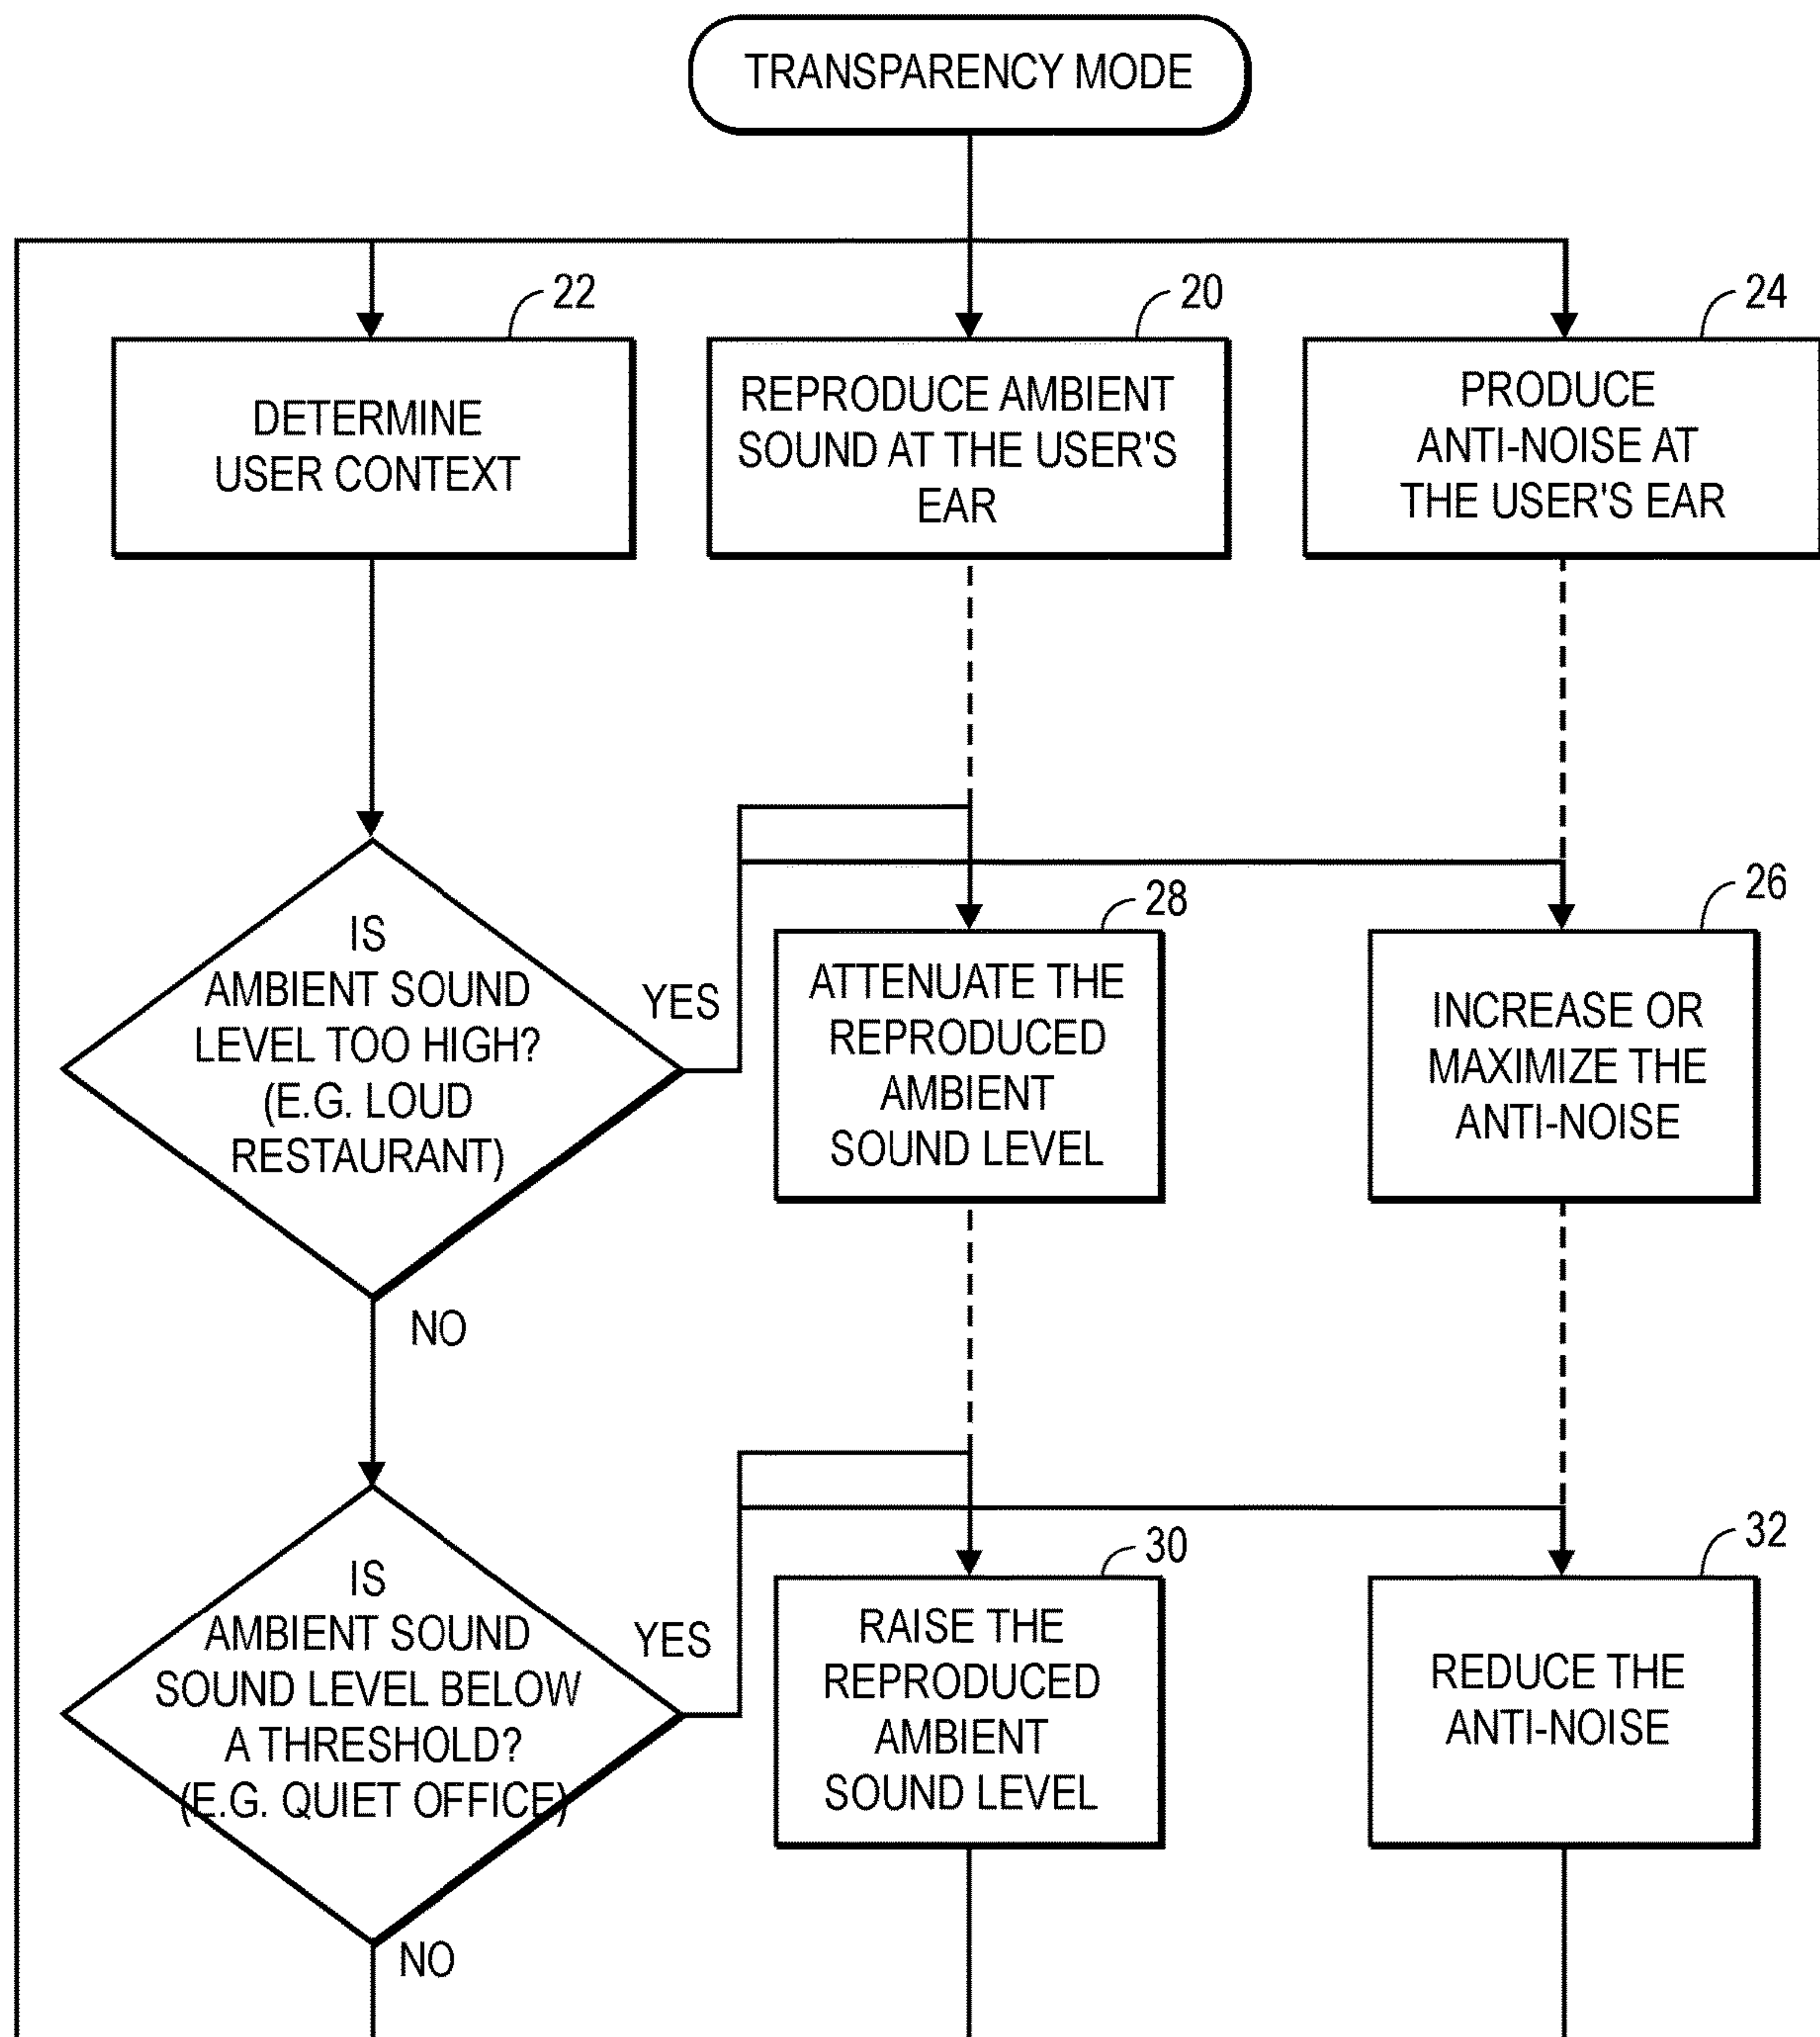 TRANSPARENCY MODE
22
DETERMINE
USER CONTEXT
20
REPRODUCE AMBIENT
SOUND AT THE USER'S
EAR
24
PRODUCE
ANTI-NOISE AT
THE USER'S EAR
IS
AMBIENT SOUND
LEVEL TOO HIGH?
(E.G. LOUD
RESTAURANT)
YES
NO
28
ATTENUATE THE
REPRODUCED
AMBIENT
SOUND LEVEL
26
INCREASE OR
MAXIMIZE THE
ANTI-NOISE
IS
AMBIENT SOUND
SOUND LEVEL BELOW
A THRESHOLD?
(E.G. QUIET OFFICE)
YES
NO
30
RAISE THE
REPRODUCED
AMBIENT
SOUND LEVEL
32
REDUCE THE
ANTI-NOISE